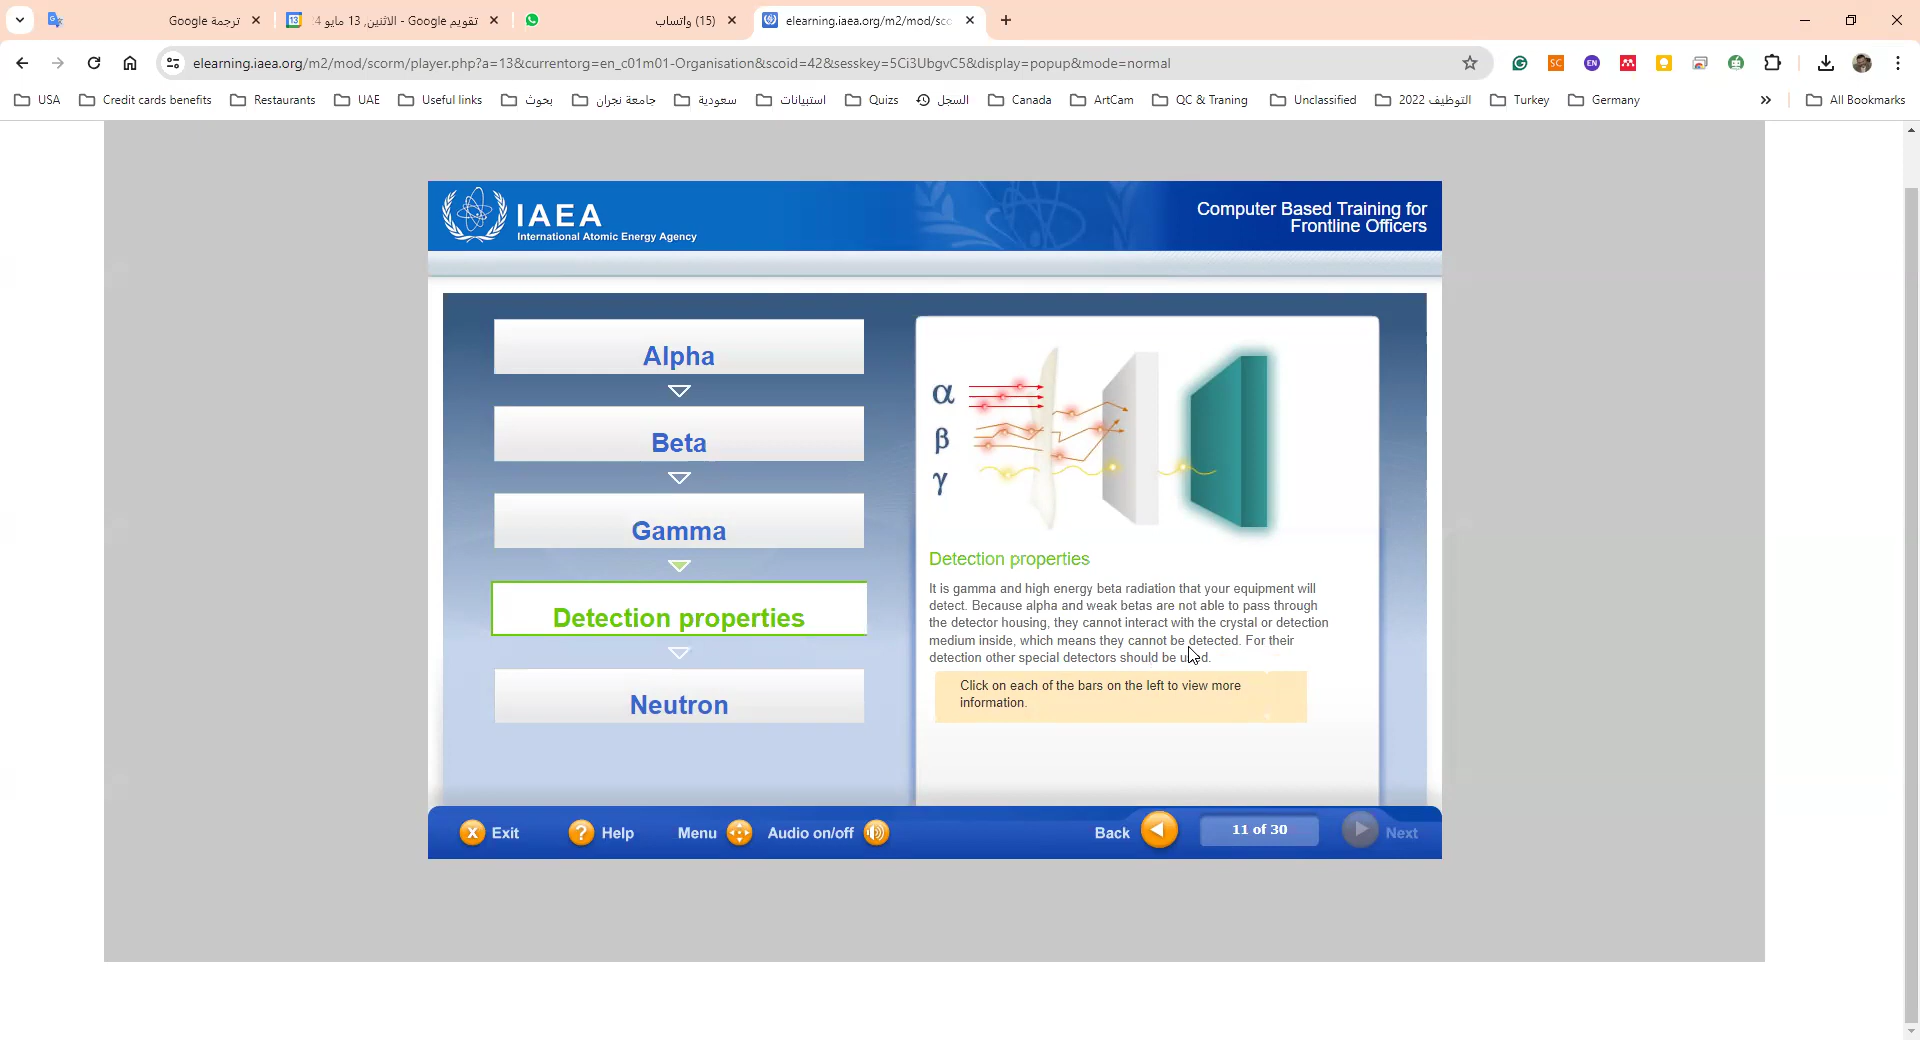 ترجمة Google
تقويم Google - الاثنين, 13 مايو 24
(15) واتساب
elearning.iaea.org/m2/mod/sco
elearning.iaea.org/m2/mod/scorm/player.php?a=13&currentorg=en_c01m01-Organisation&scoid=42&sesskey=5Ci3UbgvC5&display=popup&mode=normal
USA
Credit cards benefits
Restaurants
UAE
Useful links
بحوث
جامعة نجران
سعودية
استبيانات
Quizs
السجل
Canada
ArtCam
QC & Traning
Unclassified
التوظيف 2022
Turkey
Germany
All Bookmarks
IAEA
International Atomic Energy Agency
Computer Based Training for
Frontline Officers
Alpha
Beta
Gamma
Detection properties
Neutron
α
β
γ
Detection properties
It is gamma and high energy beta radiation that your equipment will
detect. Because alpha and weak betas are not able to pass through
the detector housing, they cannot interact with the crystal or detection
medium inside, which means they cannot be detected. For their
detection other special detectors should be used.
Click on each of the bars on the left to view more
information.
Exit
Help
Menu
Audio on/off
Back
11 of 30
Next